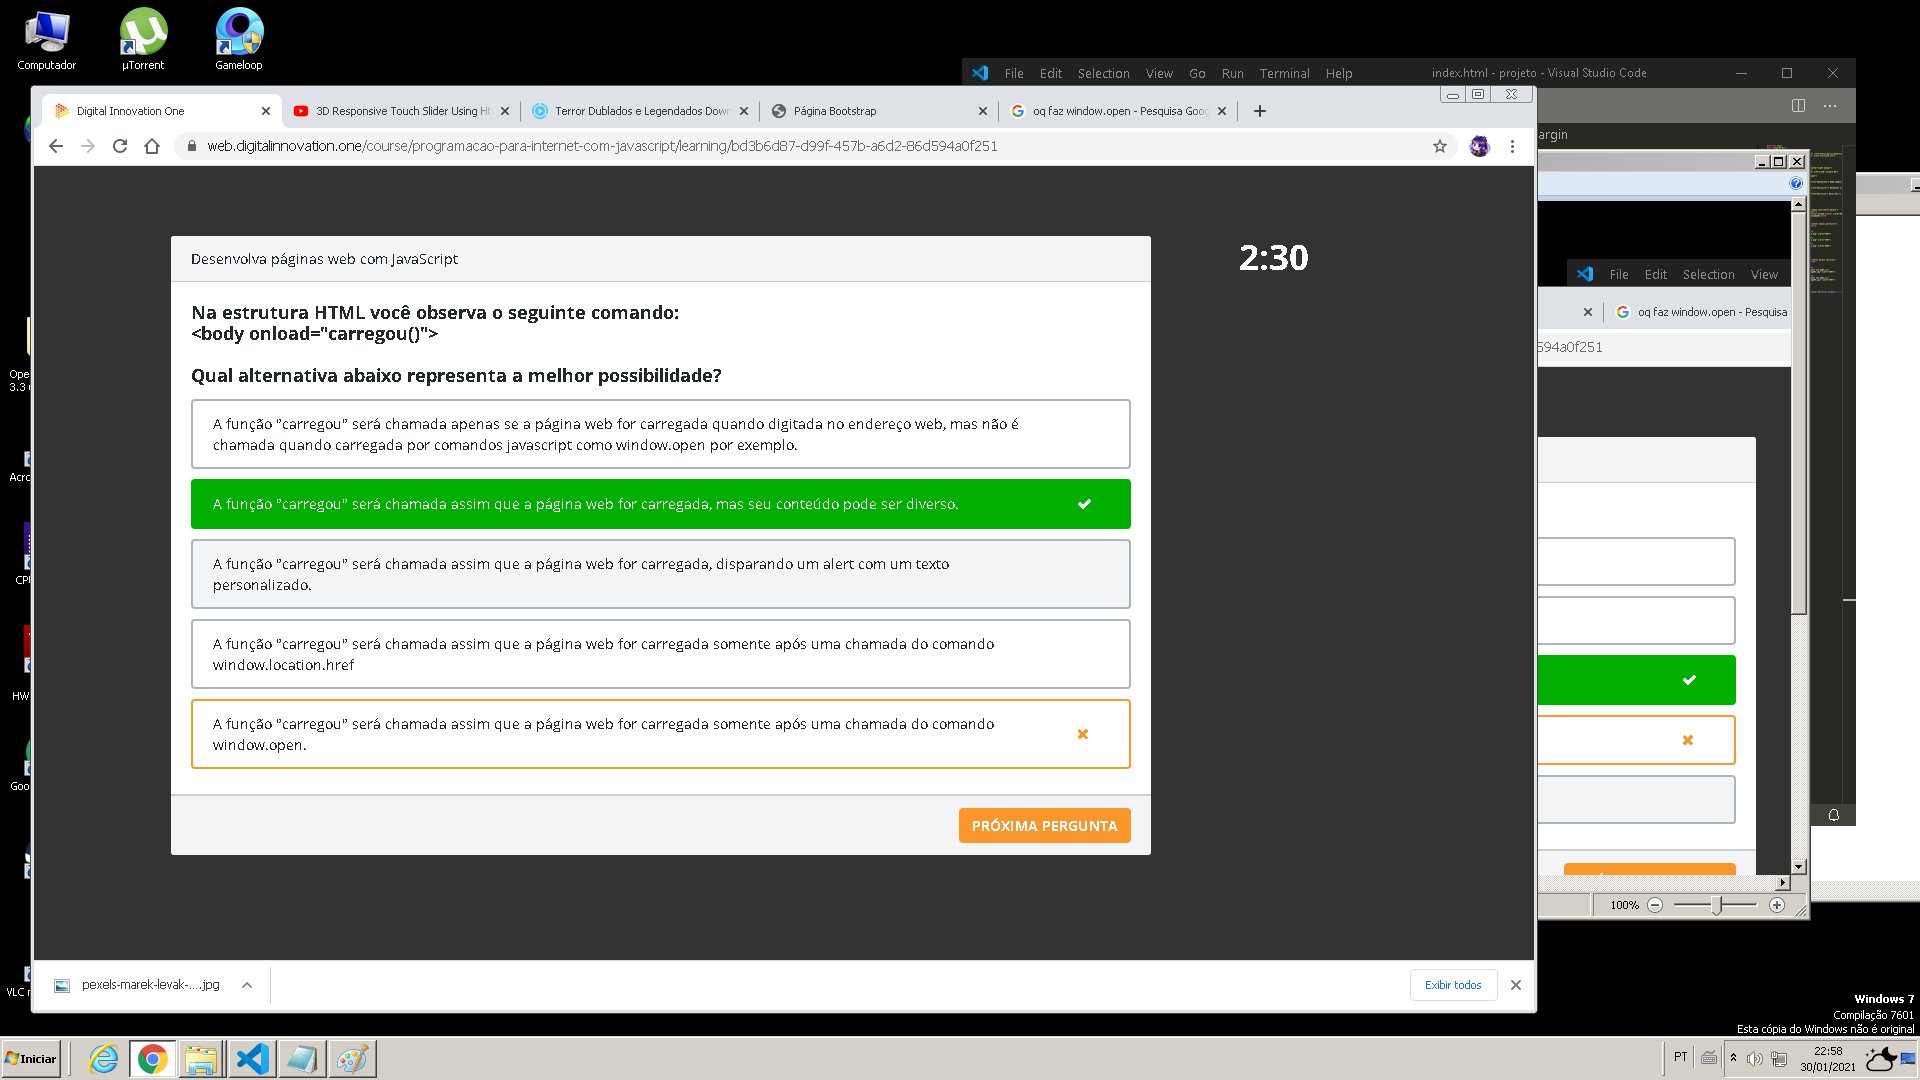 Computador
µTorrent
Gameloop
File Edit Selection View Go Run Terminal Help
index.html - projeto - Visual Studio Code
Digital Innovation One
3D Responsive Touch Slider Using Ht
Terror Dublados e Legendados Dow
Página Bootstrap
oq faz window.open - Pesquisa Goog
web.digitalinnovation.one/course/programacao-para-internet-com-javascript/learning/bd3b6d87-d99f-457b-a6d2-86d594a0f251
argin
Desenvolva páginas web com JavaScript
2:30
Na estrutura HTML você observa o seguinte comando:
<body onload="carregou()">
Qual alternativa abaixo representa a melhor possibilidade?
A função "carregou" será chamada apenas se a página web for carregada quando digitada no endereço web, mas não é
chamada quando carregada por comandos javascript como window.open por exemplo.
A função "carregou" será chamada assim que a página web for carregada, mas seu conteúdo pode ser diverso.
A função "carregou" será chamada assim que a página web for carregada, disparando um alert com um texto
personalizado.
A função "carregou" será chamada assim que a página web for carregada somente após uma chamada do comando
window.location.href
A função "carregou" será chamada assim que a página web for carregada somente após uma chamada do comando
window.open.
PRÓXIMA PERGUNTA
File Edit Selection View
oq faz window.open - Pesquisa
594a0f251
100%
Ope
3.3
Acro
CPU
HW
Goo
VLC
pexels-marek-levak-....jpg
Exibir todos
Windows 7
Compilação 7601
Esta cópia do Windows não é original
Iniciar
PT
22:58
30/01/2021